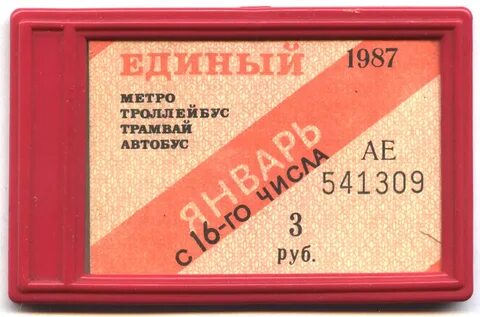 ЕДИНЫЙ 1987
МЕТРО
ТРОЛЛЕЙБУС
ТРАМВАЙ
АВТОБУС
ЯНВАРЬ
С 16-ГО ЧИСЛА
АЕ
541309
3
руб.